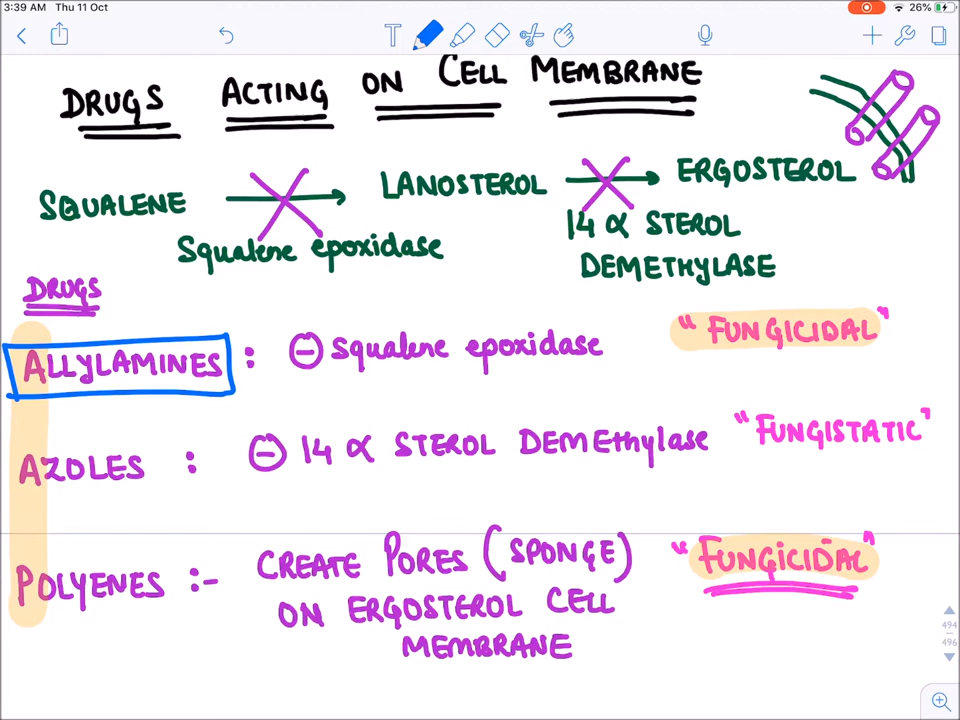 3:39 AM Thu 11 Oct
26%
T
DRUGS ACTING ON CELL MEMBRANE
SQUALENE LANOSTEROL ERGOSTEROL
Squalene epoxidase
14 α STEROL
DEMETHYLASE
DRUGS
ALLYLAMINES : ⊖ Squalene epoxidase "FUNGICIDAL"
AZOLES : ⊖ 14 α STEROL DEMEthylase "FUNGISTATIC"
POLYENES :- CREATE PORES (SPONGE) "FUNGICIDAL"
ON ERGOSTEROL CELL
MEMBRANE
494
496